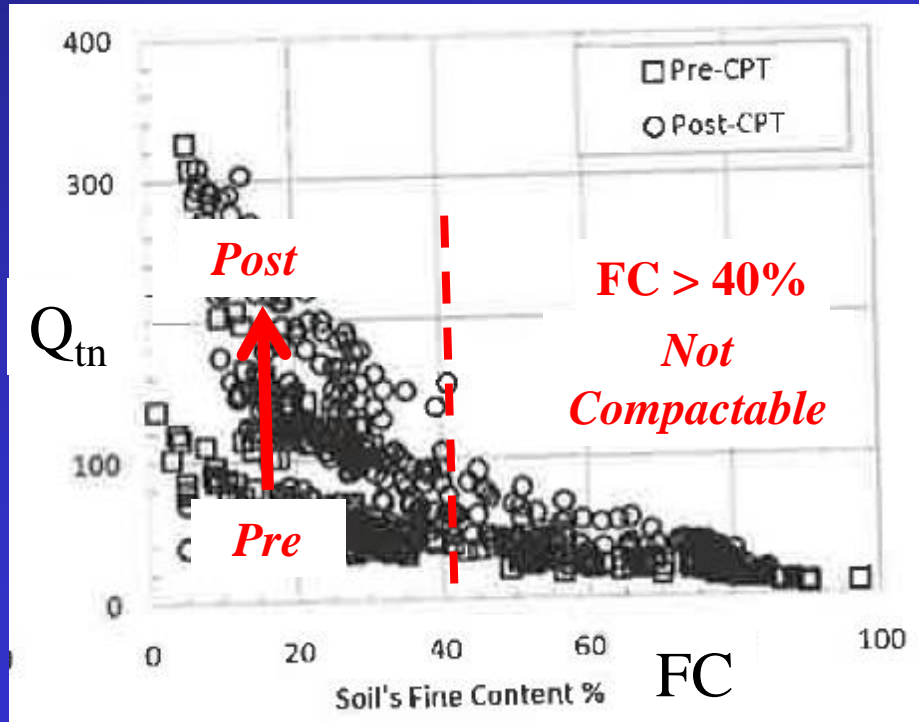 400
Pre-CPT
Post-CPT
300
Post
FC > 40%
Q_tn
Not
Compactable
100
Pre
0
0 20 40 60 100
Soil's Fine Content % FC